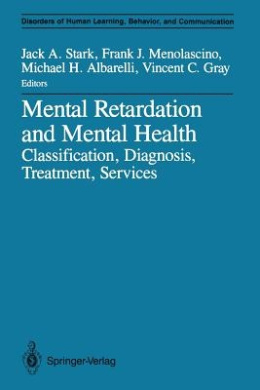 Disorders of Human Learning, Behavior, and Communication
Jack A. Stark, Frank J. Menolascino,
Michael H. Albarelli, Vincent C. Gray
Editors
Mental Retardation
and Mental Health
Classification, Diagnosis,
Treatment, Services
Springer-Verlag